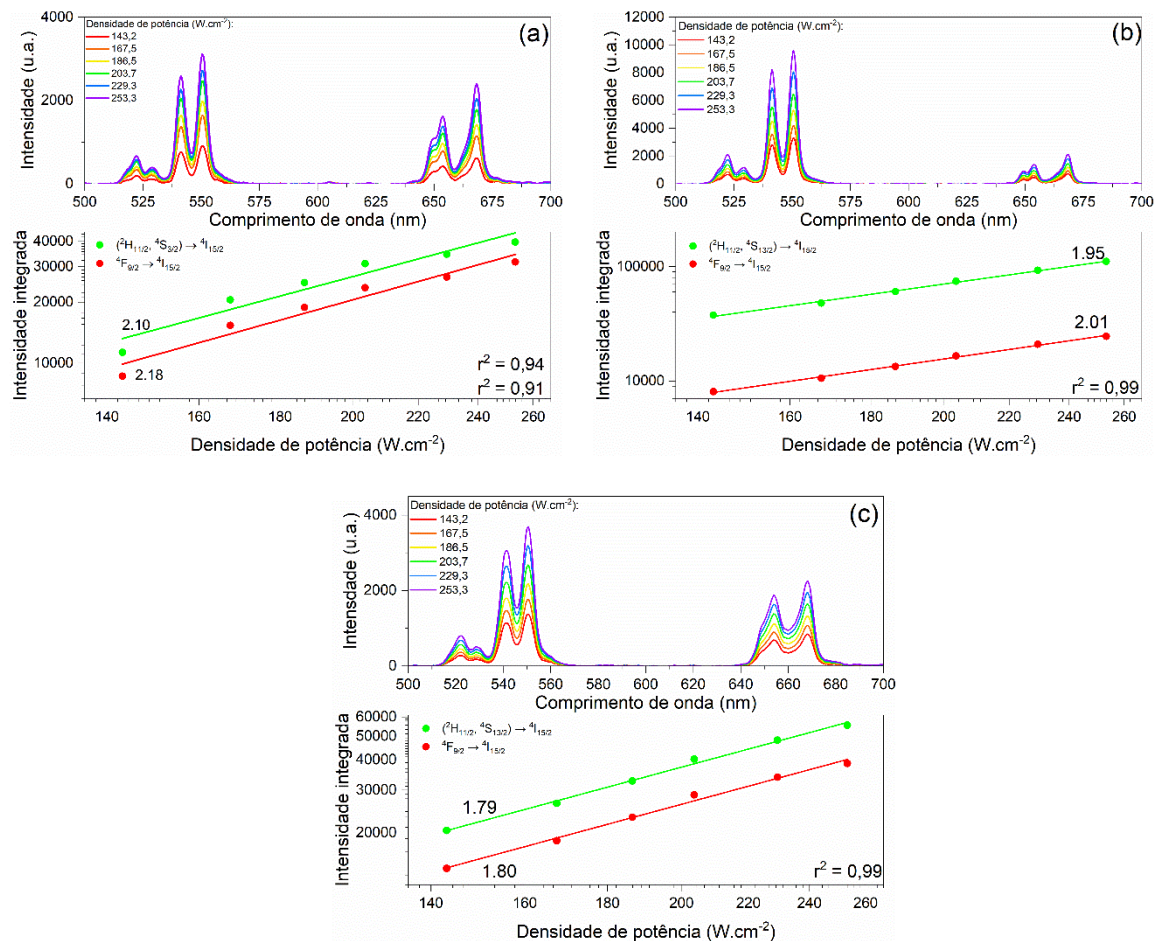 4000
2000
0
Intensidade (u.a.)
Densidade de potência (W.cm⁻²):
143,2
167,5
186,5
203,7
229,3
253,3
(a)
500 525 550 575 600 625 650 675 700
Comprimento de onda (nm)
40000
30000
20000
10000
Intensidade integrada
(²H₁₁/₂, ⁴S₃/₂) → ⁴I₁₅/₂
⁴F₉/₂ → ⁴I₁₅/₂
2.10
2.18
r² = 0,94
r² = 0,91
140 160 180 200 220 240 260
Densidade de potência (W.cm⁻²)
12000
10000
8000
6000
4000
2000
0
Intensidade (u.a.)
Densidade de potência (W.cm⁻²):
143,2
167,5
186,5
203,7
229,3
253,3
(b)
500 525 550 575 600 625 650 675 700
Comprimento de onda (nm)
100000
10000
Intensidade integrada
(²H₁₁/₂, ⁴S₁₃/₂) → ⁴I₁₅/₂
⁴F₉/₂ → ⁴I₁₅/₂
1.95
2.01
r² = 0,99
140 160 180 200 220 240 260
Densidade de potência (W.cm⁻²)
4000
2000
0
Intensdade (u.a.)
Densidade de potência (W.cm⁻²):
143,2
167,5
186,5
203,7
229,3
253,3
(c)
500 520 540 560 580 600 620 640 660 680 700
Comprimento de onda (nm)
60000
50000
40000
30000
20000
Intensidade integrada
(²H₁₁/₂, ⁴S₁₃/₂) → ⁴I₁₅/₂
⁴F₉/₂ → ⁴I₁₅/₂
1.79
1.80
r² = 0,99
140 160 180 200 220 240 260
Densidade de potência (W.cm⁻²)